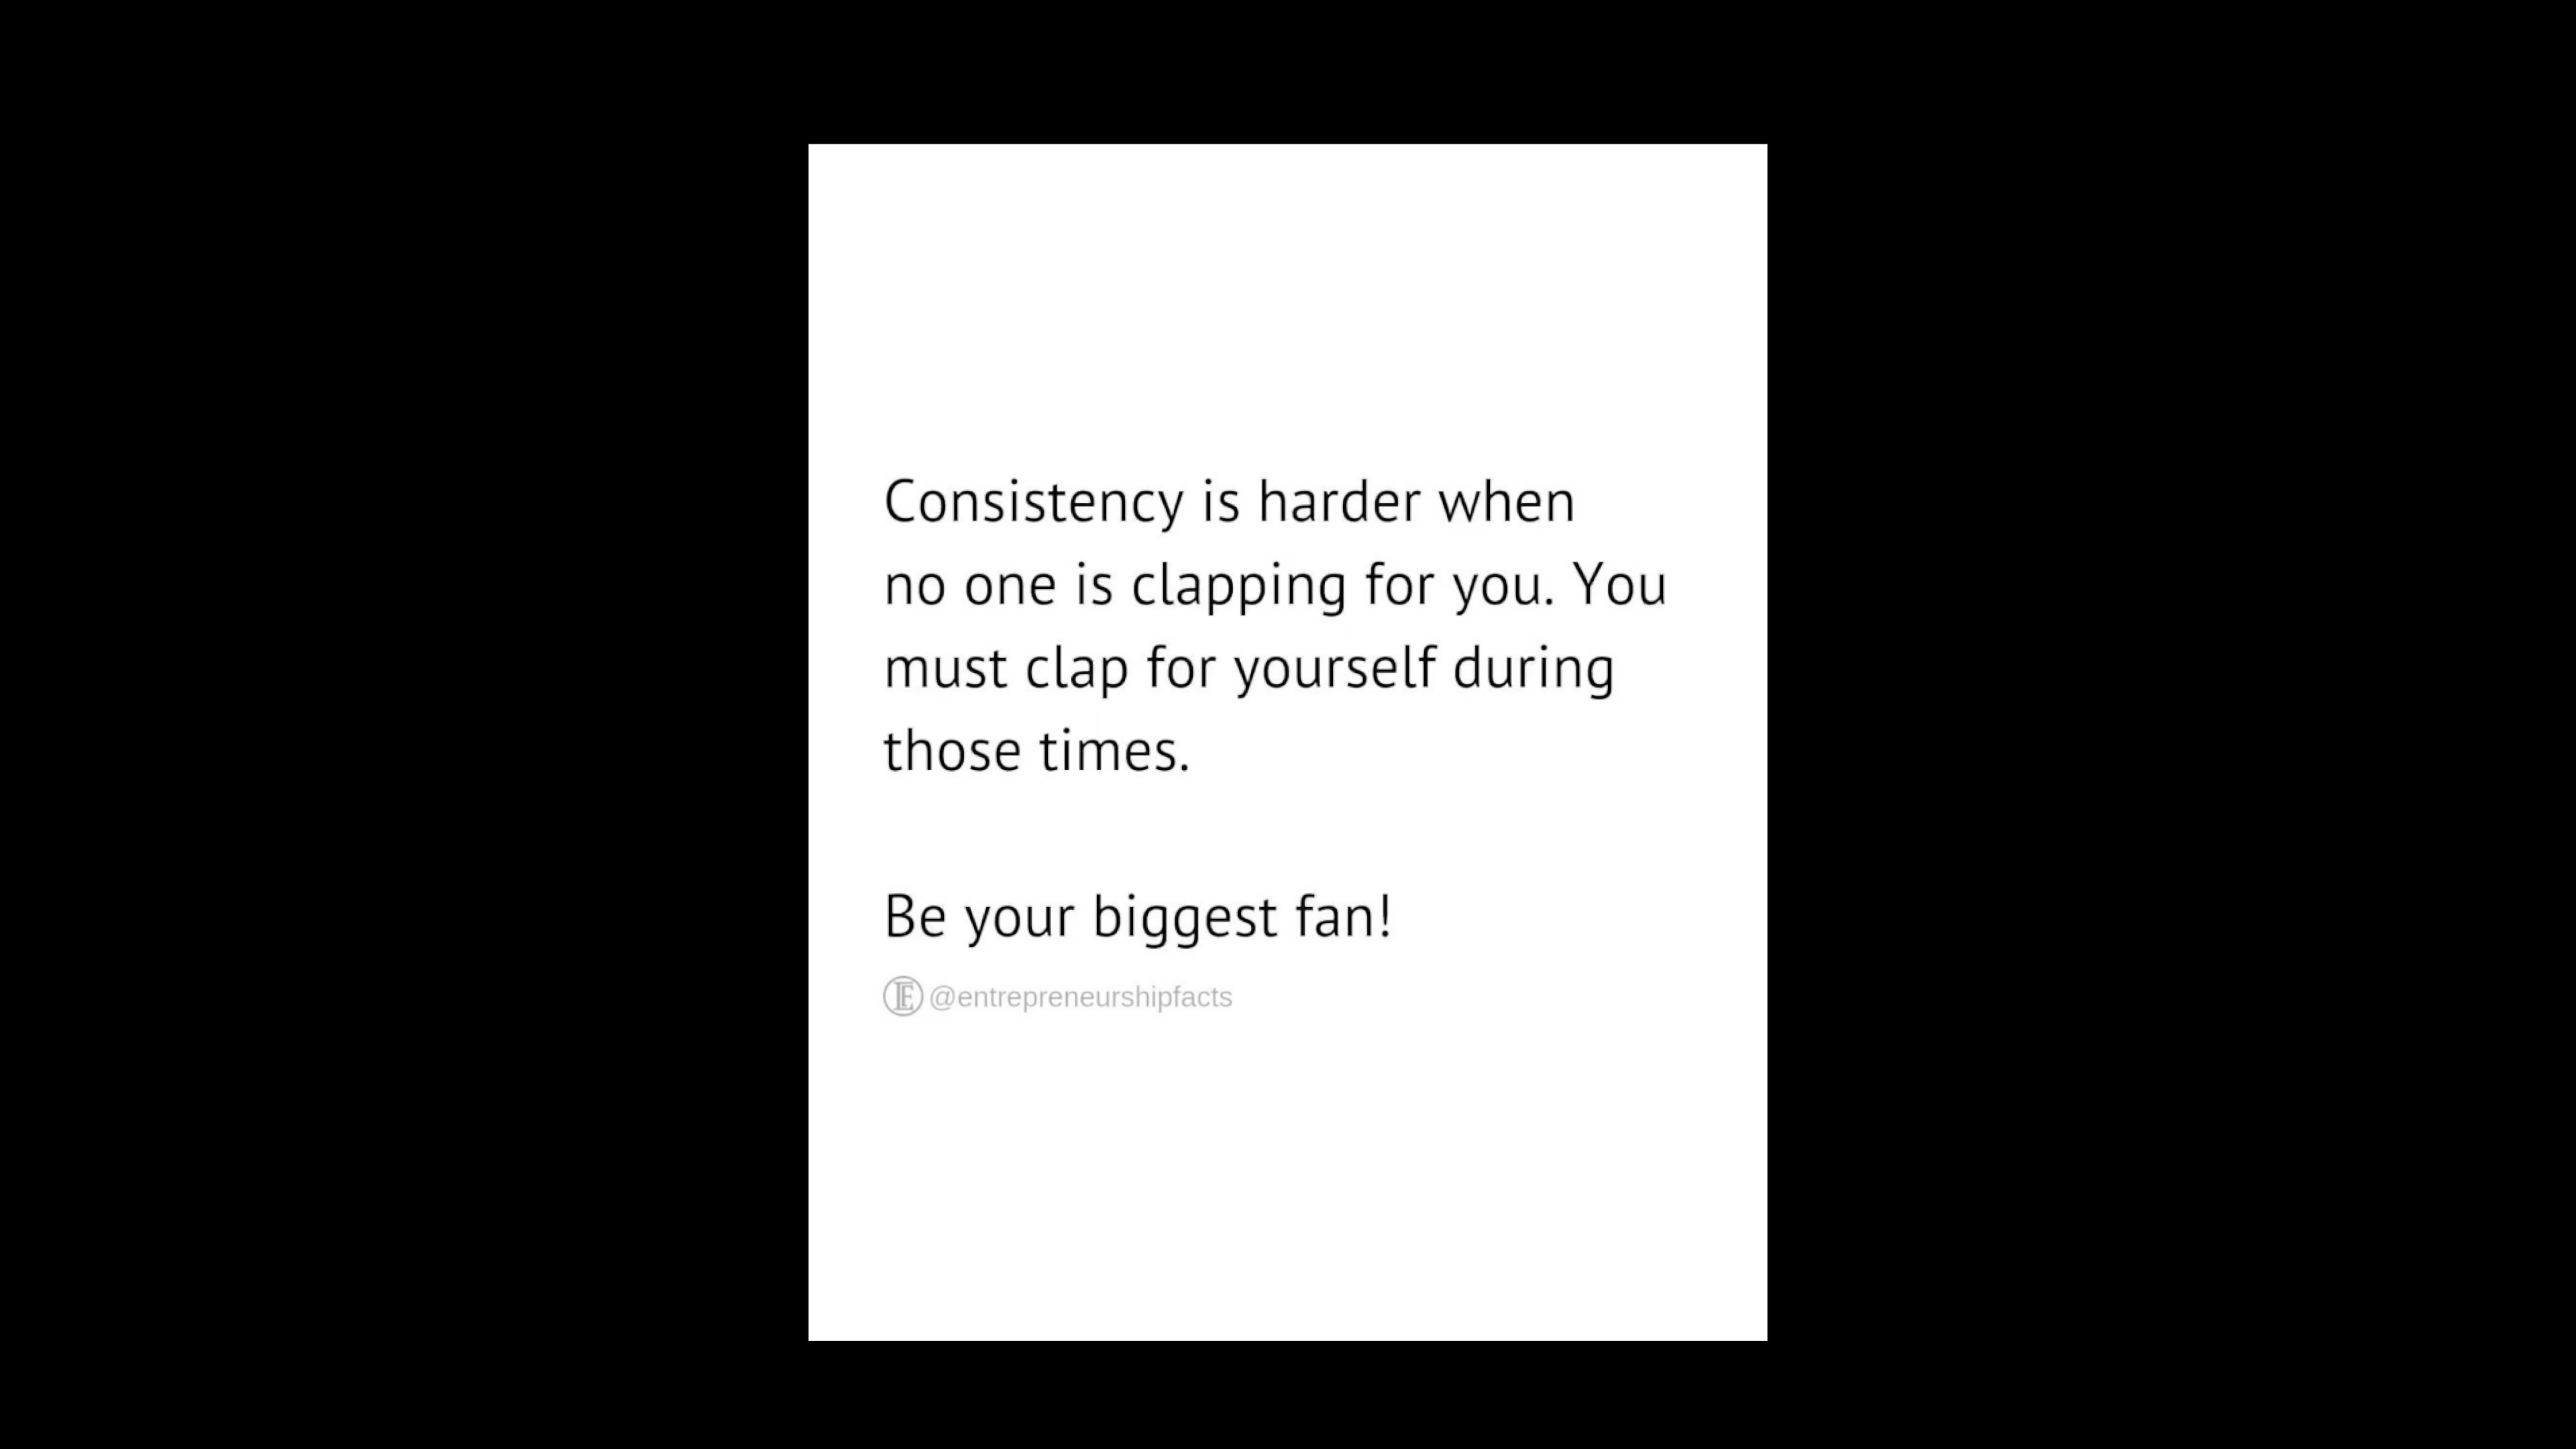 Consistency is harder when
no one is clapping for you. You
must clap for yourself during
those times.
Be your biggest fan!
@entrepreneurshipfacts